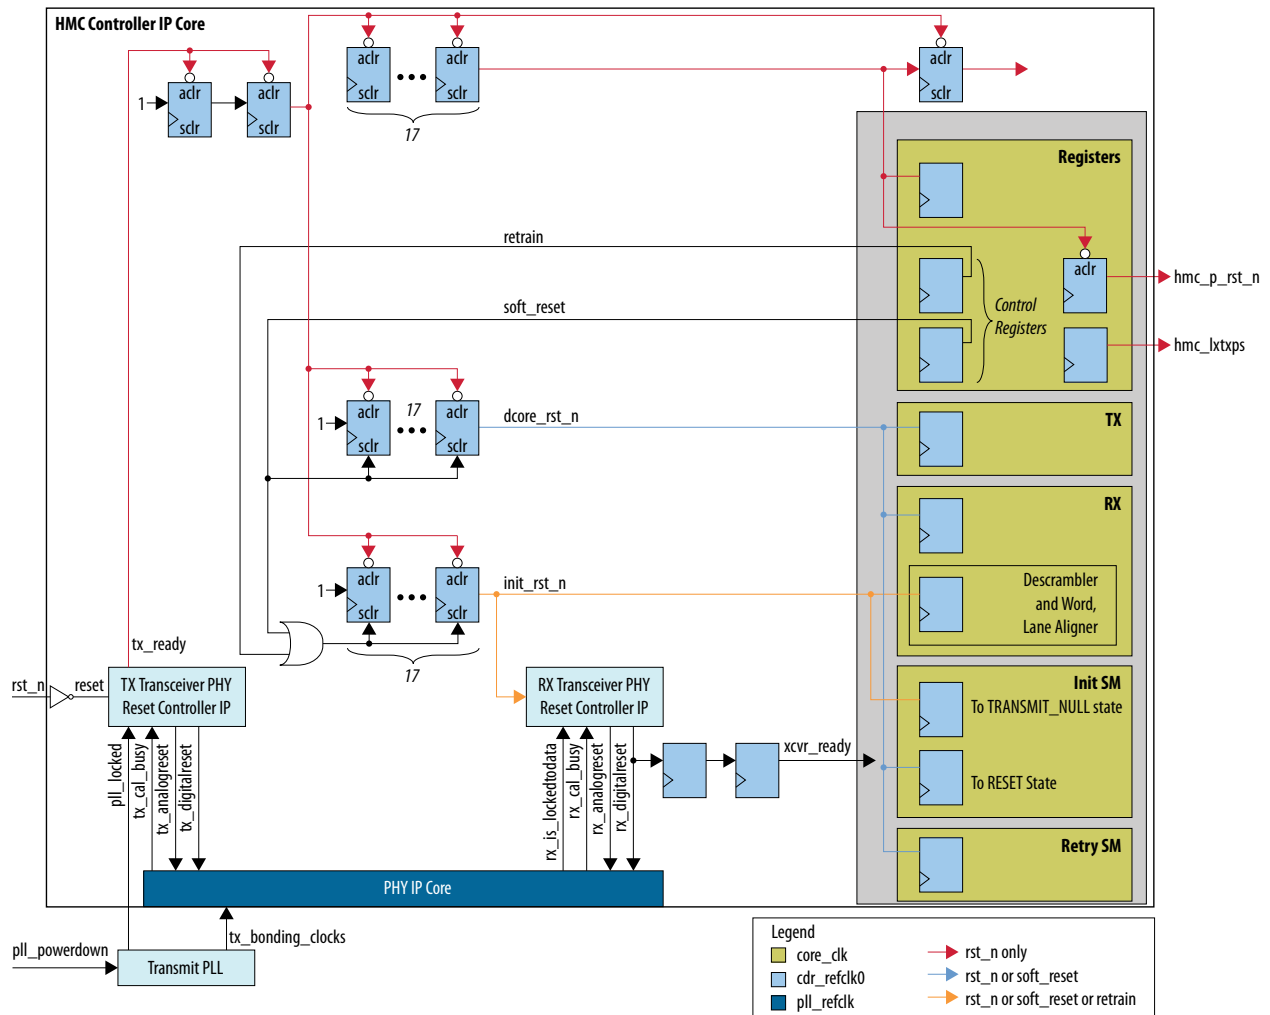 HMC Controller IP Core
aclr
sclr
aclr
sclr
aclr
sclr
aclr
sclr
aclr
sclr
1
17
Registers
retrain
aclr
hmc_p_rst_n
Control
Registers
soft_reset
hmc_lxtxps
aclr
sclr
17
aclr
sclr
1
dcore_rst_n
TX
RX
aclr
sclr
aclr
sclr
1
init_rst_n
Descrambler
and Word,
Lane Aligner
17
tx_ready
rst_n
reset
TX Transceiver PHY
Reset Controller IP
RX Transceiver PHY
Reset Controller IP
Init SM
To TRANSMIT_NULL state
pll_locked
tx_cal_busy
tx_analogreset
tx_digitalreset
rx_is_lockedtodata
rx_cal_busy
rx_analogreset
rx_digitalreset
xcvr_ready
To RESET State
Retry SM
PHY IP Core
pll_powerdown
tx_bonding_clocks
Transmit PLL
Legend
core_clk
cdr_refclk0
pll_refclk
rst_n only
rst_n or soft_reset
rst_n or soft_reset or retrain